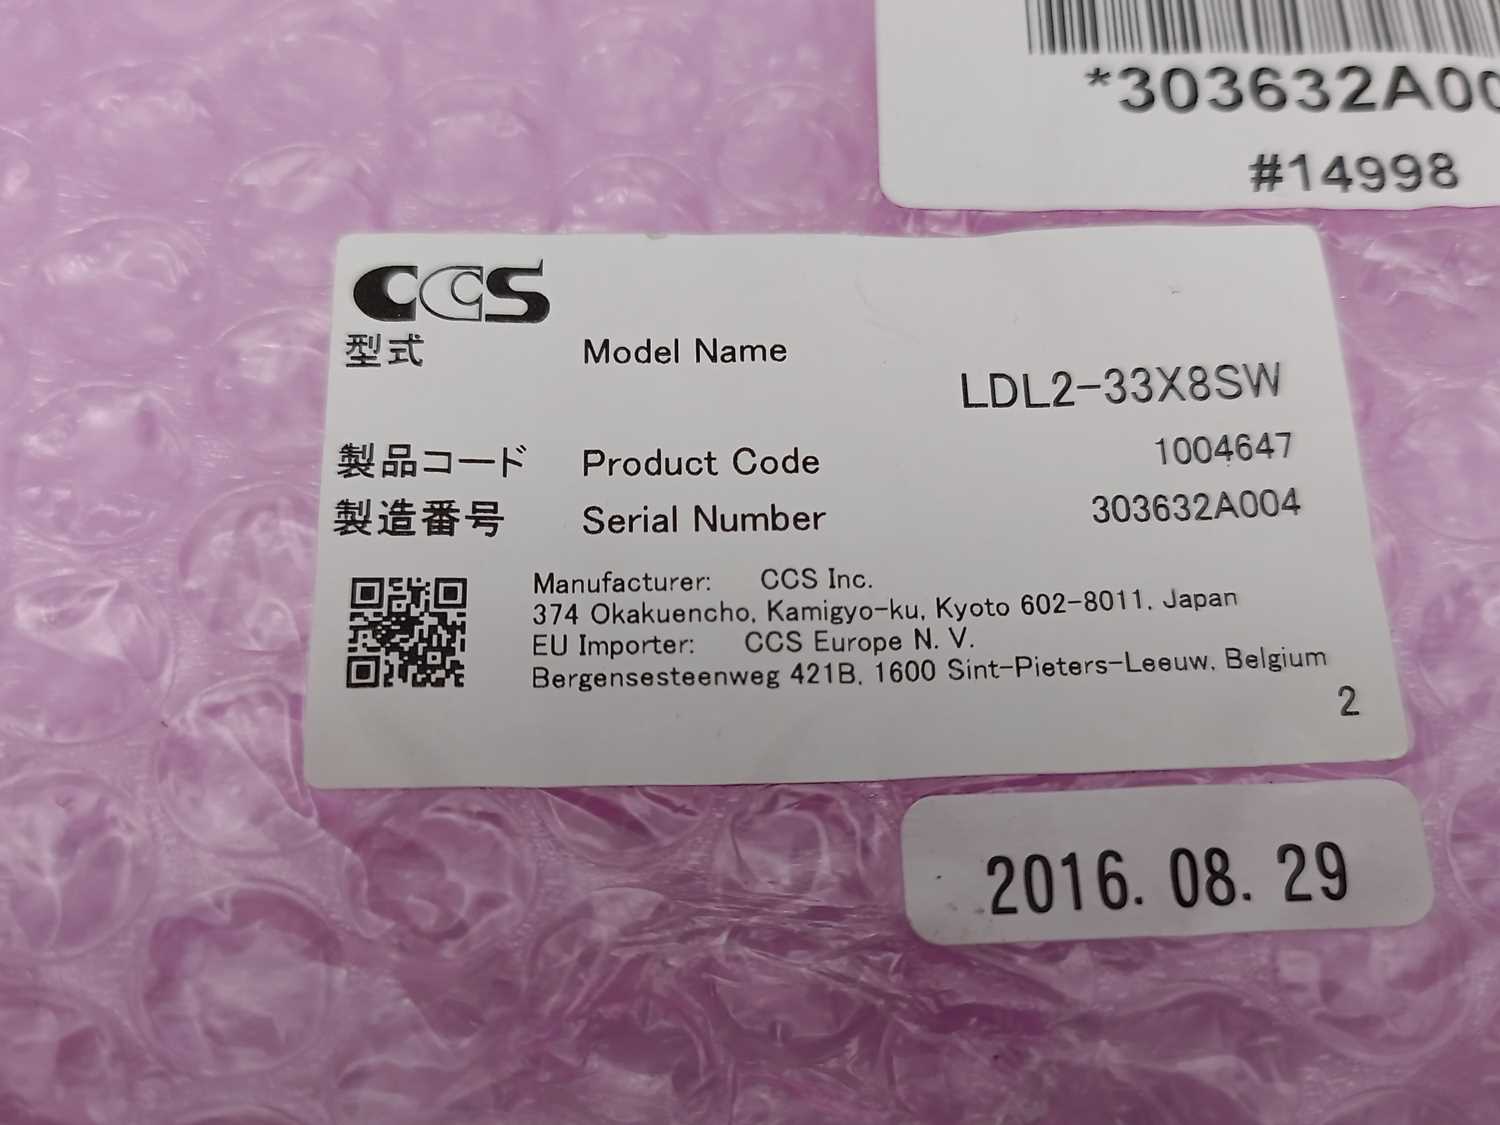 *303632A00
#14998
CCS
型式 Model Name
LDL2-33X8SW
製品コード Product Code 1004647
製造番号 Serial Number 303632A004
Manufacturer: CCS Inc.
374 Okakuencho, Kamigyo-ku, Kyoto 602-8011, Japan
EU Importer: CCS Europe N. V.
Bergensesteenweg 421B, 1600 Sint-Pieters-Leeuw, Belgium
2
2016. 08. 29